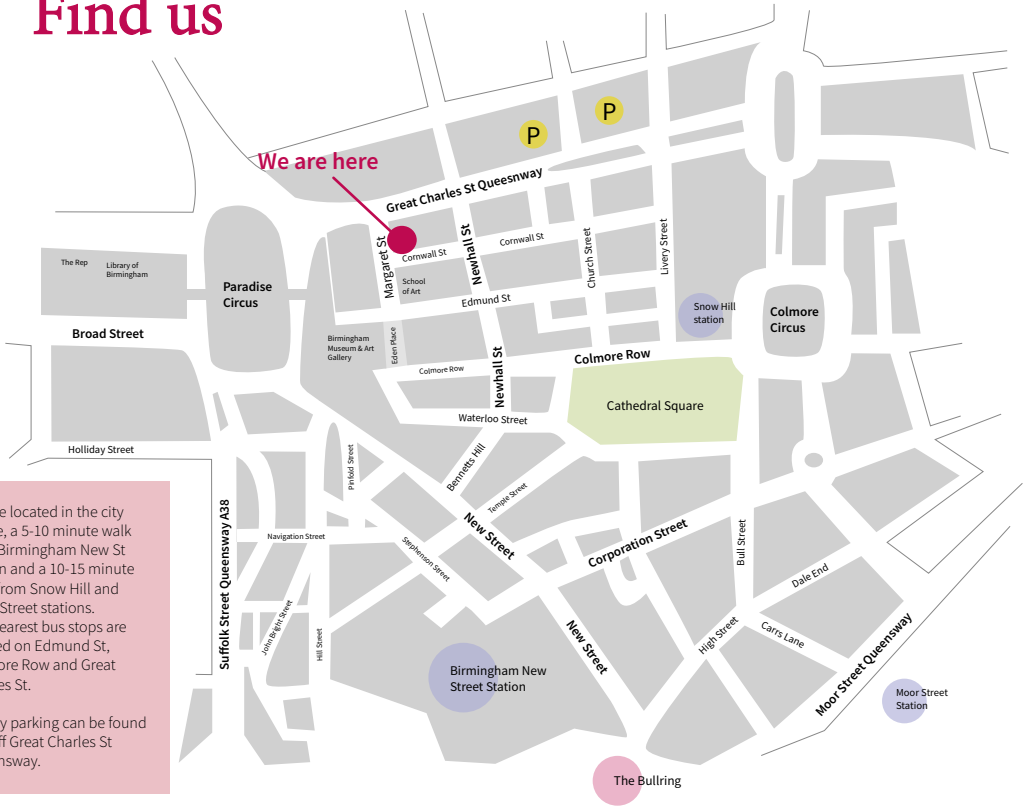 Find us
P
P
We are here
Great Charles St Queesnway
Margaret St
Cornwall St
Newhall St
Cornwall St
Church Street
Livery Street
School
of Art
Edmund St
The Rep
Library of
Birmingham
Paradise
Circus
Broad Street
Birmingham
Museum & Art
Gallery
Eden Place
Colmore Row
Newhall St
Colmore Row
Snow Hill
station
Colmore
Circus
Cathedral Square
Waterloo Street
Holliday Street
Pinfold Street
Bennetts Hill
Temple Street
New Street
Corporation Street
Bull Street
Suffolk Street Queensway A38
Navigation Street
Stephenson Street
Dale End
John Bright Street
Hill Street
New Street
High Street
Carrs Lane
Moor Street Queensway
Birmingham New
Street Station
Moor Street
Station
The Bullring
e located in the city
e, a 5-10 minute walk
Birmingham New St
n and a 10-15 minute
from Snow Hill and
Street stations.
earest bus stops are
ed on Edmund St,
ore Row and Great
es St.
y parking can be found
ff Great Charles St
nsway.